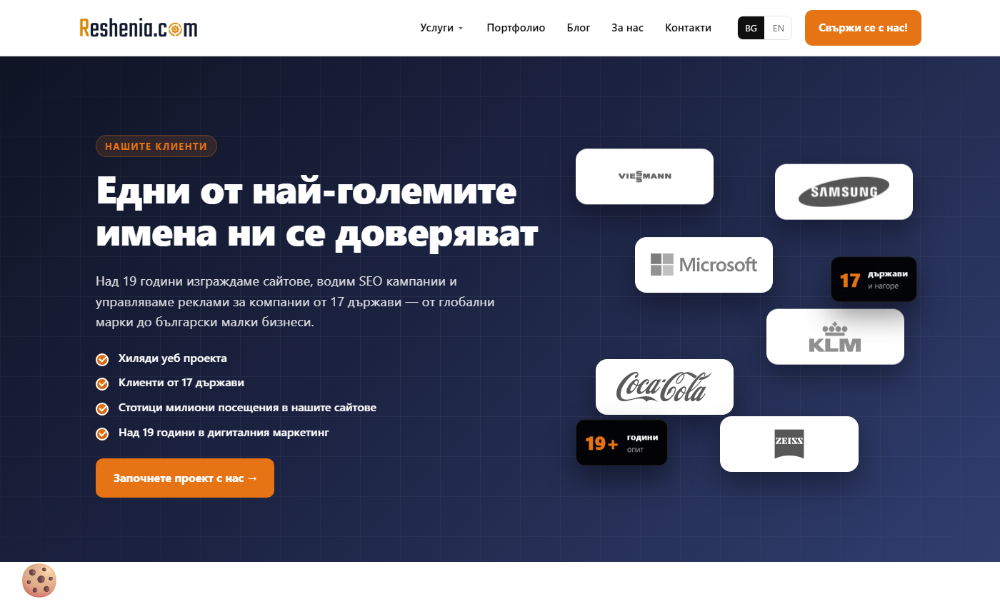 Reshenia.com
Услуги
Портфолио
Блог
За нас
Контакти
BG
EN
Свържи се с нас!
НАШИТЕ КЛИЕНТИ
Едни от най-големите
имена ни се доверяват
Над 19 години изграждаме сайтове, водим SEO кампании и
управляваме реклами за компании от 17 държави — от глобални
марки до български малки бизнеси.
Хиляди уеб проекта
Клиенти от 17 държави
Стотици милиони посещения в нашите сайтове
Над 19 години в дигиталния маркетинг
Започнете проект с нас →
VIESSMANN
SAMSUNG
Microsoft
17 държави
и нагоре
KLM
Coca-Cola
19+ години
опит
ZEISS